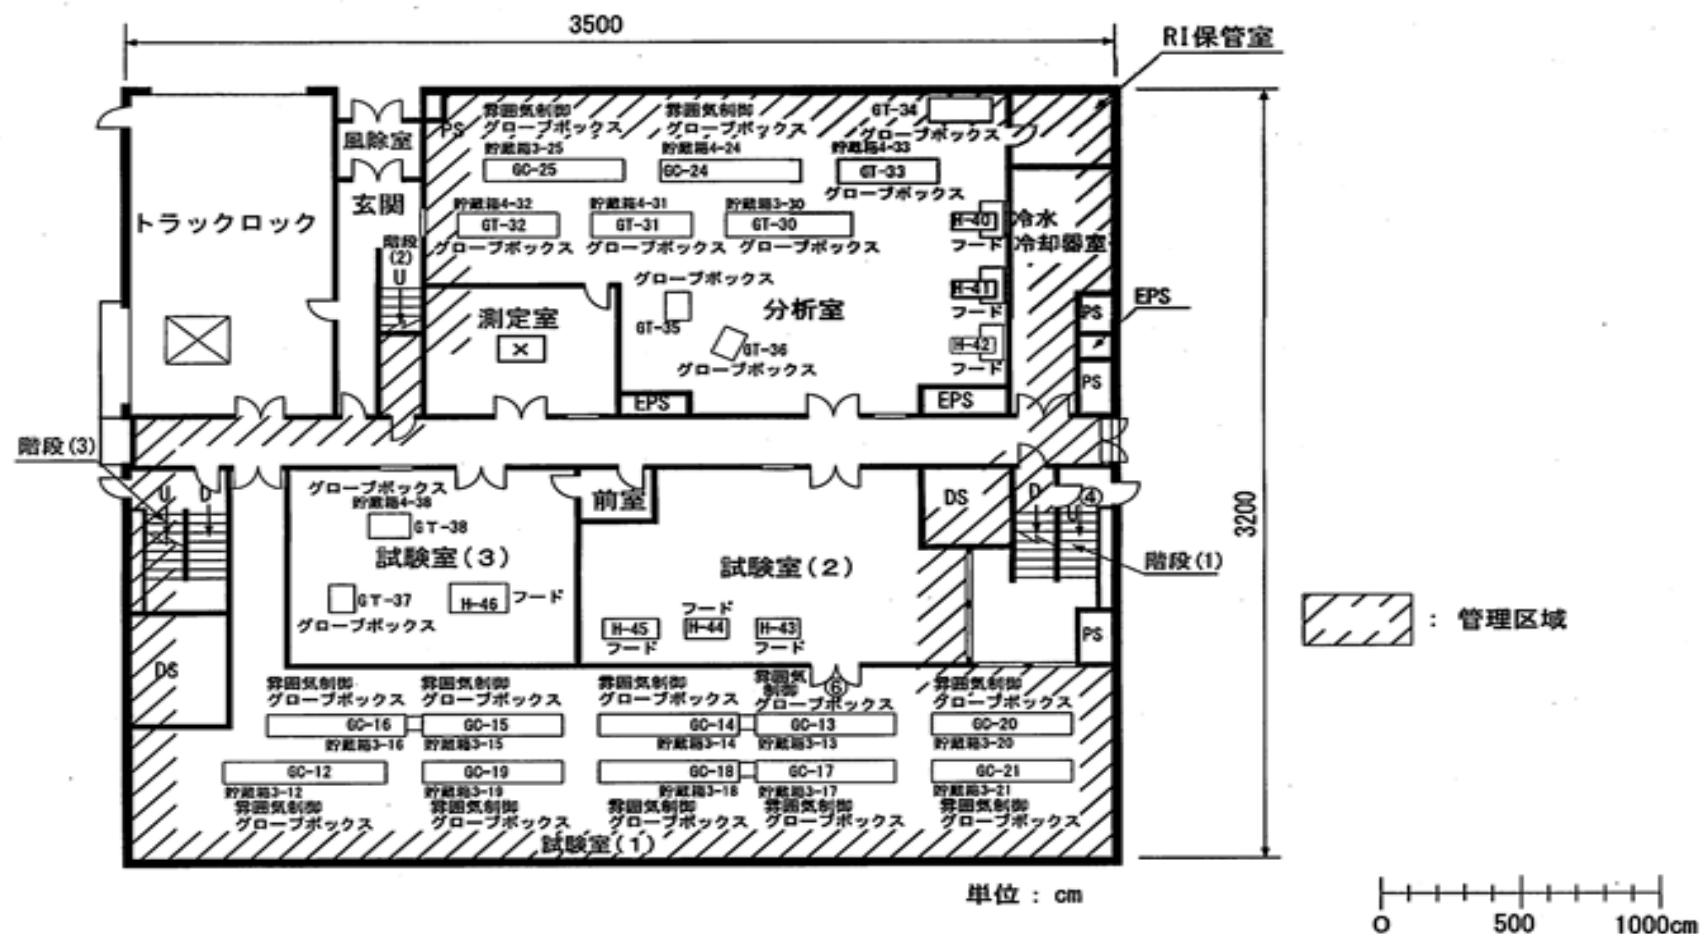 3500
RI保管室
雰囲気制御
グローブボックス
雰囲気制御
グローブボックス
GT-34
グローブボックス
PS
風除室
貯蔵箱3-25
GC-25
貯蔵箱4-24
GC-24
貯蔵箱4-33
GT-33
グローブボックス
トラックロック
玄関
貯蔵箱4-32
GT-32
グローブボックス
貯蔵箱4-31
GT-31
グローブボックス
貯蔵箱3-30
GT-30
グローブボックス
H-40
フード
冷水
冷却器室
階段
(2)
U
グローブボックス
GT-35
分析室
H-41
フード
PS
EPS
測定室
×
GT-36
グローブボックス
H-42
フード
PS
EPS
EPS
階段(3)
U
D
グローブボックス
貯蔵箱4-38
GT-38
前室
DS
D
④
U
3200
試験室(3)
試験室(2)
階段(1)
GT-37
グローブボックス
H-46
フード
フード
H-45
フード
H-44
H-43
フード
PS
: 管理区域
DS
雰囲気制御
グローブボックス
雰囲気制御
グローブボックス
雰囲気制御
グローブボックス
雰囲気
制御
グローブボックス
⑥
雰囲気制御
グローブボックス
GC-16
GC-15
GC-14
GC-13
GC-20
貯蔵箱3-16
貯蔵箱3-15
貯蔵箱3-14
貯蔵箱3-13
貯蔵箱3-20
GC-12
GC-19
GC-18
GC-17
GC-21
貯蔵箱3-12
貯蔵箱3-19
貯蔵箱3-18
貯蔵箱3-17
貯蔵箱3-21
雰囲気制御
グローブボックス
雰囲気制御
グローブボックス
雰囲気制御
グローブボックス
雰囲気制御
グローブボックス
雰囲気制御
グローブボックス
試験室(1)
単位 : cm
0
500
1000cm